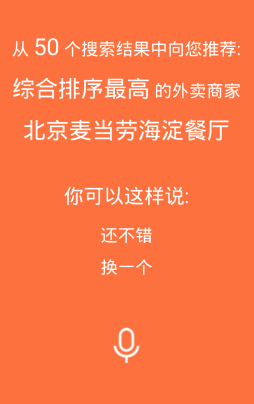 从 50 个搜索结果中向您推荐:
综合排序最高 的外卖商家
北京麦当劳海淀餐厅
你可以这样说:
还不错
换一个